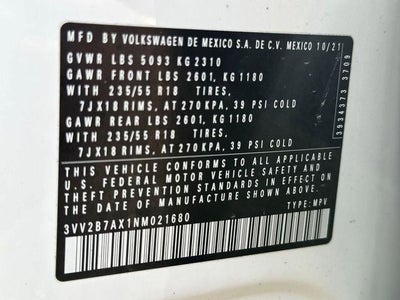 MFD BY VOLKSWAGEN DE MEXICO S.A. DE C.V. MEXICO 10/21
GVWR LBS 5093 KG 2310
GAWR FRONT LBS 2601, KG 1180
WITH 235/55 R18 TIRES,
7JX18 RIMS, AT 270 KPA, 39 PSI COLD
GAWR REAR LBS 2601, KG 1180
WITH 235/55 R18 TIRES,
7JX18 RIMS, AT 270 KPA, 39 PSI COLD
THIS VEHICLE CONFORMS TO ALL APPLICABLE
U.S. FEDERAL MOTOR VEHICLE SAFETY AND
THEFT PREVENTION STANDARDS IN EFFECT ON
THE DATE OF MANUFACTURE SHOWN ABOVE.
3VV2B7AX1NM021680 TYPE: MPV
3934373 3709